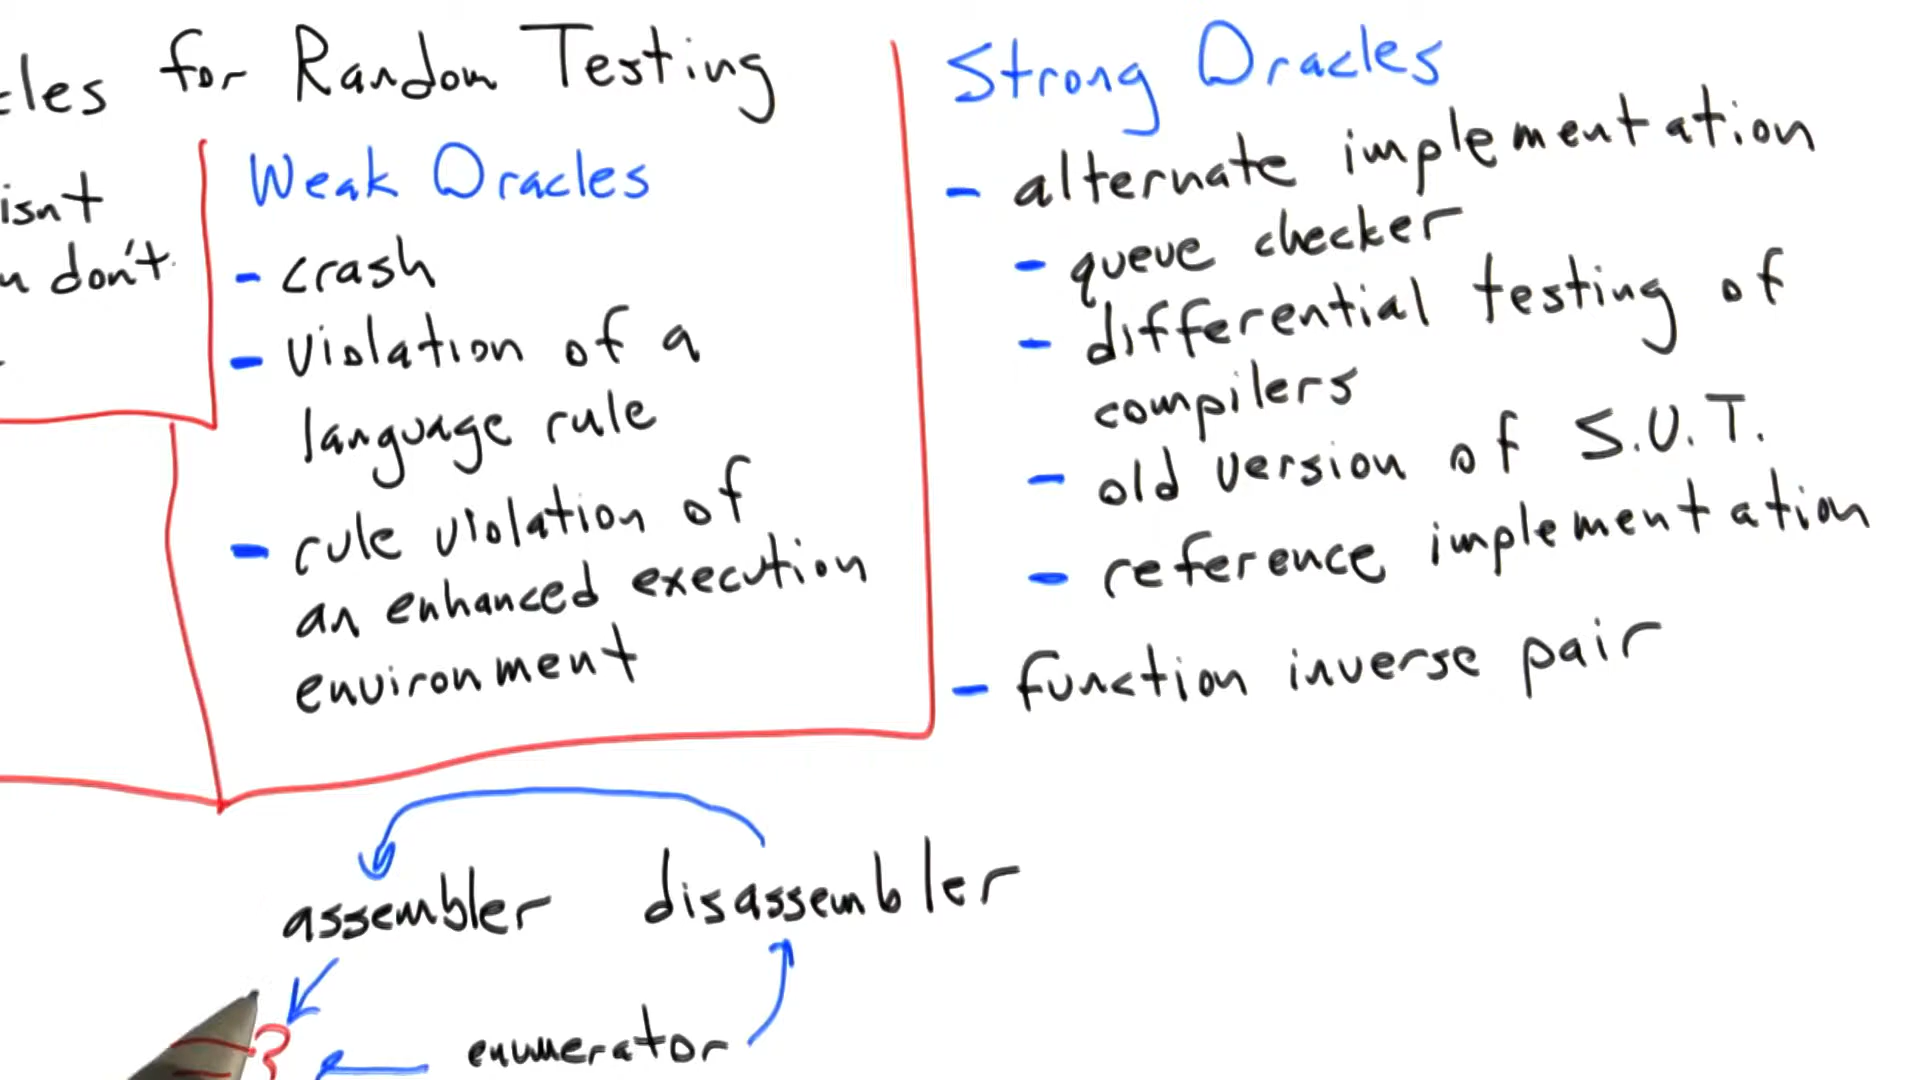 cles for Random Testing
isnt
u don't
Weak Oracles
- crash
- violation of a
language rule
- rule violation of
an enhanced execution
environment
Strong Oracles
- alternate implementation
- queue checker
- differential testing of
compilers
- old version of S.U.T.
- reference implementation
- function inverse pair
assembler disassembler
=? enumerator